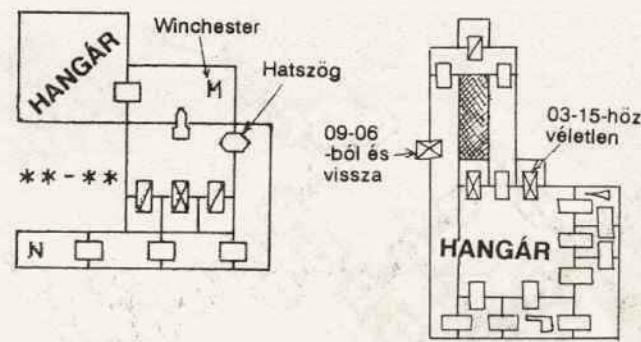 Winchester
HANGÁR
M
Hatszög
**-**
N
09-06
-ból és
vissza
03-15-höz
véletlen
HANGÁR